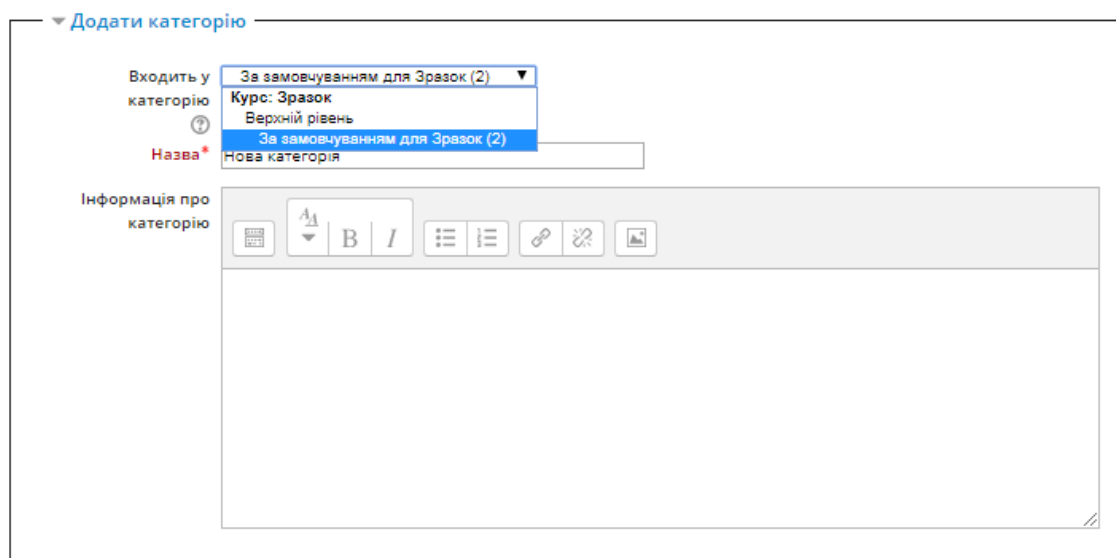 Додати категорію
Входить у категорію
За замовчуванням для Зразок (2)
Курс: Зразок
Верхній рівень
За замовчуванням для Зразок (2)
Назва*
Нова категорія
Інформація про
категорію
B I